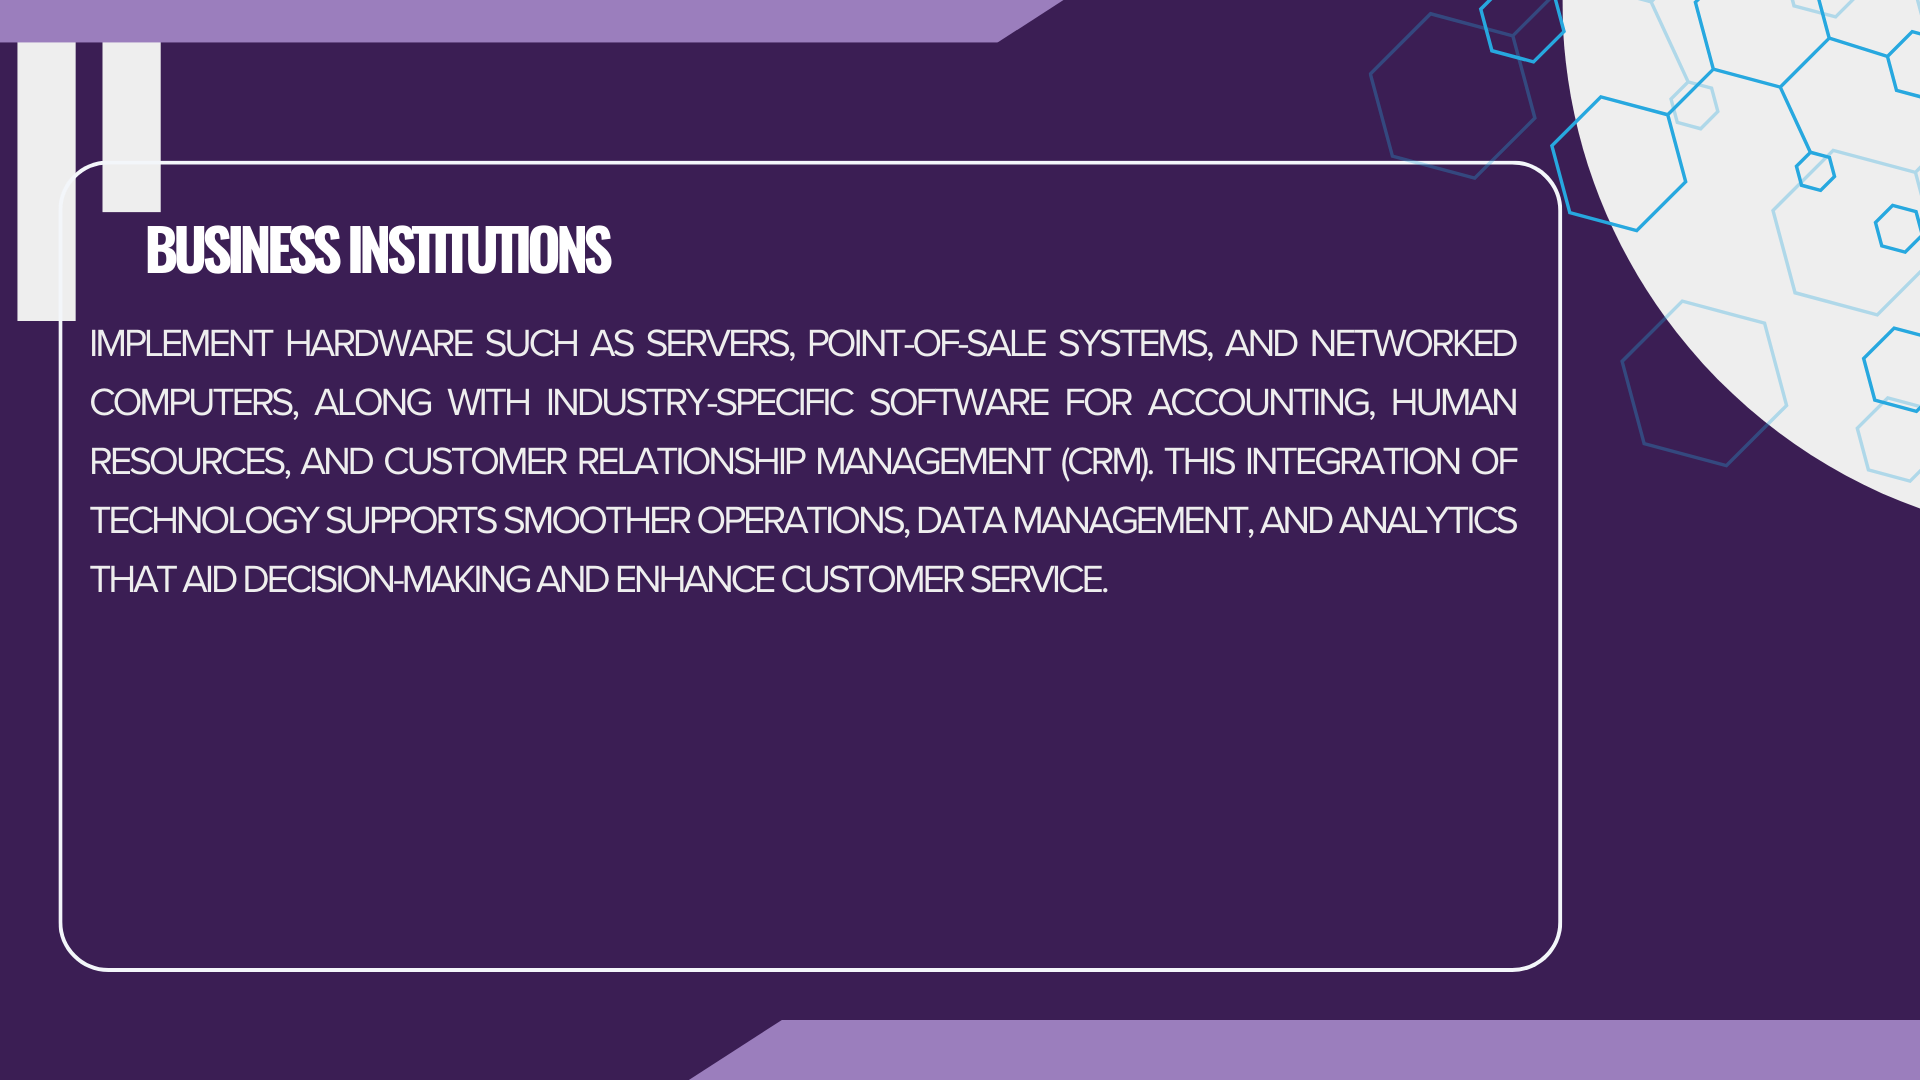 BUSINESS INSTITUTIONS
IMPLEMENT HARDWARE SUCH AS SERVERS, POINT-OF-SALE SYSTEMS, AND NETWORKED
COMPUTERS, ALONG WITH INDUSTRY-SPECIFIC SOFTWARE FOR ACCOUNTING, HUMAN
RESOURCES, AND CUSTOMER RELATIONSHIP MANAGEMENT (CRM). THIS INTEGRATION OF
TECHNOLOGY SUPPORTS SMOOTHER OPERATIONS, DATA MANAGEMENT, AND ANALYTICS
THAT AID DECISION-MAKING AND ENHANCE CUSTOMER SERVICE.